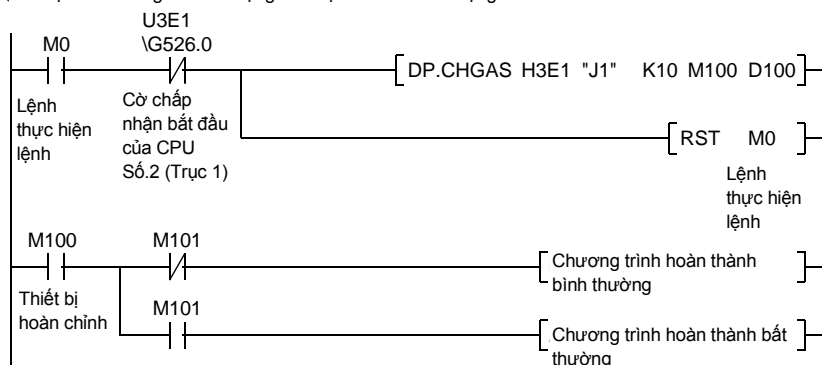 U3E1
M0 \G526.0
DP.CHGAS H3E1 "J1" K10 M100 D100
Lệnh
thực hiện
lệnh
Cờ chấp
nhận bắt đầu
của CPU
Số.2 (Trục 1)
RST M0
Lệnh
thực hiện
lệnh
M100 M101
Chương trình hoàn thành
bình thường
Thiết bị
hoàn chỉnh
M101
Chương trình hoàn thành bất
thường